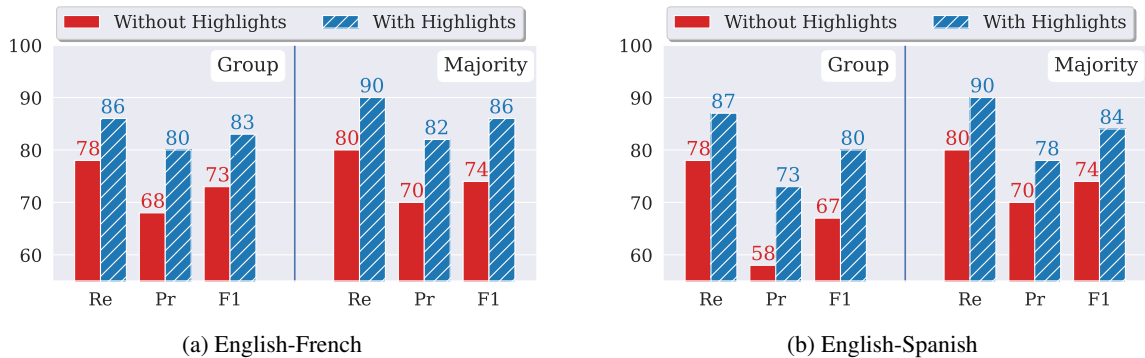 Without Highlights With Highlights
100
90
80
70
60
Group Majority
78 86 68 80 73 83 80 90 70 82 74 86
Re Pr F1 Re Pr F1
(a) English-French
Without Highlights With Highlights
100
90
80
70
60
Group Majority
78 87 58 73 67 80 80 90 70 78 74 84
Re Pr F1 Re Pr F1
(b) English-Spanish